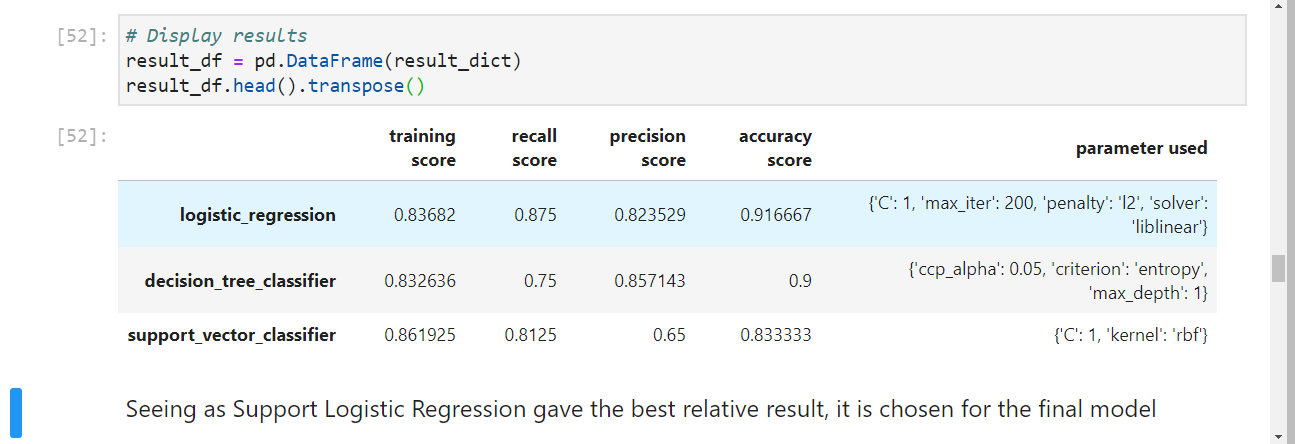 [52]: # Display results
result_df = pd.DataFrame(result_dict)
result_df.head().transpose()
[52]: training score recall score precision score accuracy score parameter used
logistic_regression 0.83682 0.875 0.823529 0.916667 {'C': 1, 'max_iter': 200, 'penalty': 'l2', 'solver':
'liblinear'}
decision_tree_classifier 0.832636 0.75 0.857143 0.9 {'ccp_alpha': 0.05, 'criterion': 'entropy',
'max_depth': 1}
support_vector_classifier 0.861925 0.8125 0.65 0.833333 {'C': 1, 'kernel': 'rbf'}
Seeing as Support Logistic Regression gave the best relative result, it is chosen for the final model